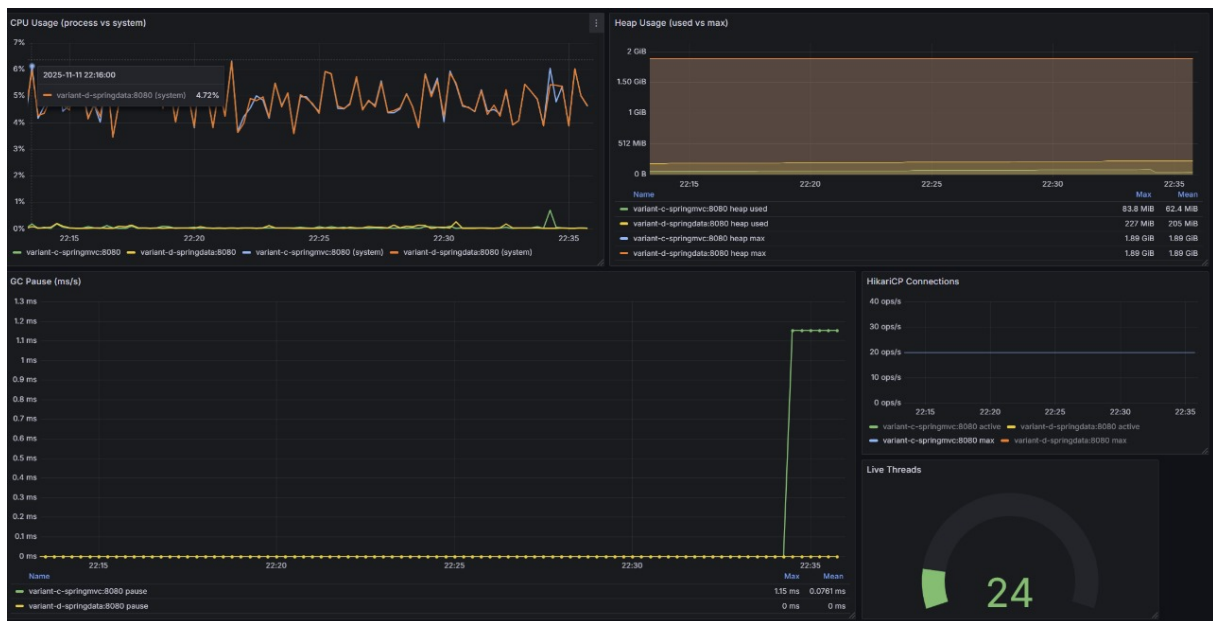 CPU Usage (process vs system)
7%
6%
5%
4%
3%
2%
1%
0%
2025-11-11 22:16:00
variant-d-springdata:8080 (system) 4.72%
22:15 22:20 22:25 22:30 22:35
variant-c-springmvc:8080 variant-d-springdata:8080 variant-c-springmvc:8080 (system) variant-d-springdata:8080 (system)
Heap Usage (used vs max)
2 GiB
1.50 GiB
1 GiB
512 MiB
0 B
22:15 22:20 22:25 22:30 22:35
Name Max Mean
variant-c-springmvc:8080 heap used 83.8 MiB 62.4 MiB
variant-d-springdata:8080 heap used 227 MiB 205 MiB
variant-c-springmvc:8080 heap max 1.89 GiB 1.89 GiB
variant-d-springdata:8080 heap max 1.89 GiB 1.89 GiB
GC Pause (ms/s)
1.3 ms
1.2 ms
1.1 ms
1 ms
0.9 ms
0.8 ms
0.7 ms
0.6 ms
0.5 ms
0.4 ms
0.3 ms
0.2 ms
0.1 ms
0 ms
22:15 22:20 22:25 22:30 22:35
Name Max Mean
variant-c-springmvc:8080 pause 1.15 ms 0.0761 ms
variant-d-springdata:8080 pause 0 ms 0 ms
HikariCP Connections
40 ops/s
30 ops/s
20 ops/s
10 ops/s
0 ops/s
22:15 22:20 22:25 22:30 22:35
variant-c-springmvc:8080 active variant-d-springdata:8080 active
variant-c-springmvc:8080 max variant-d-springdata:8080 max
Live Threads
24